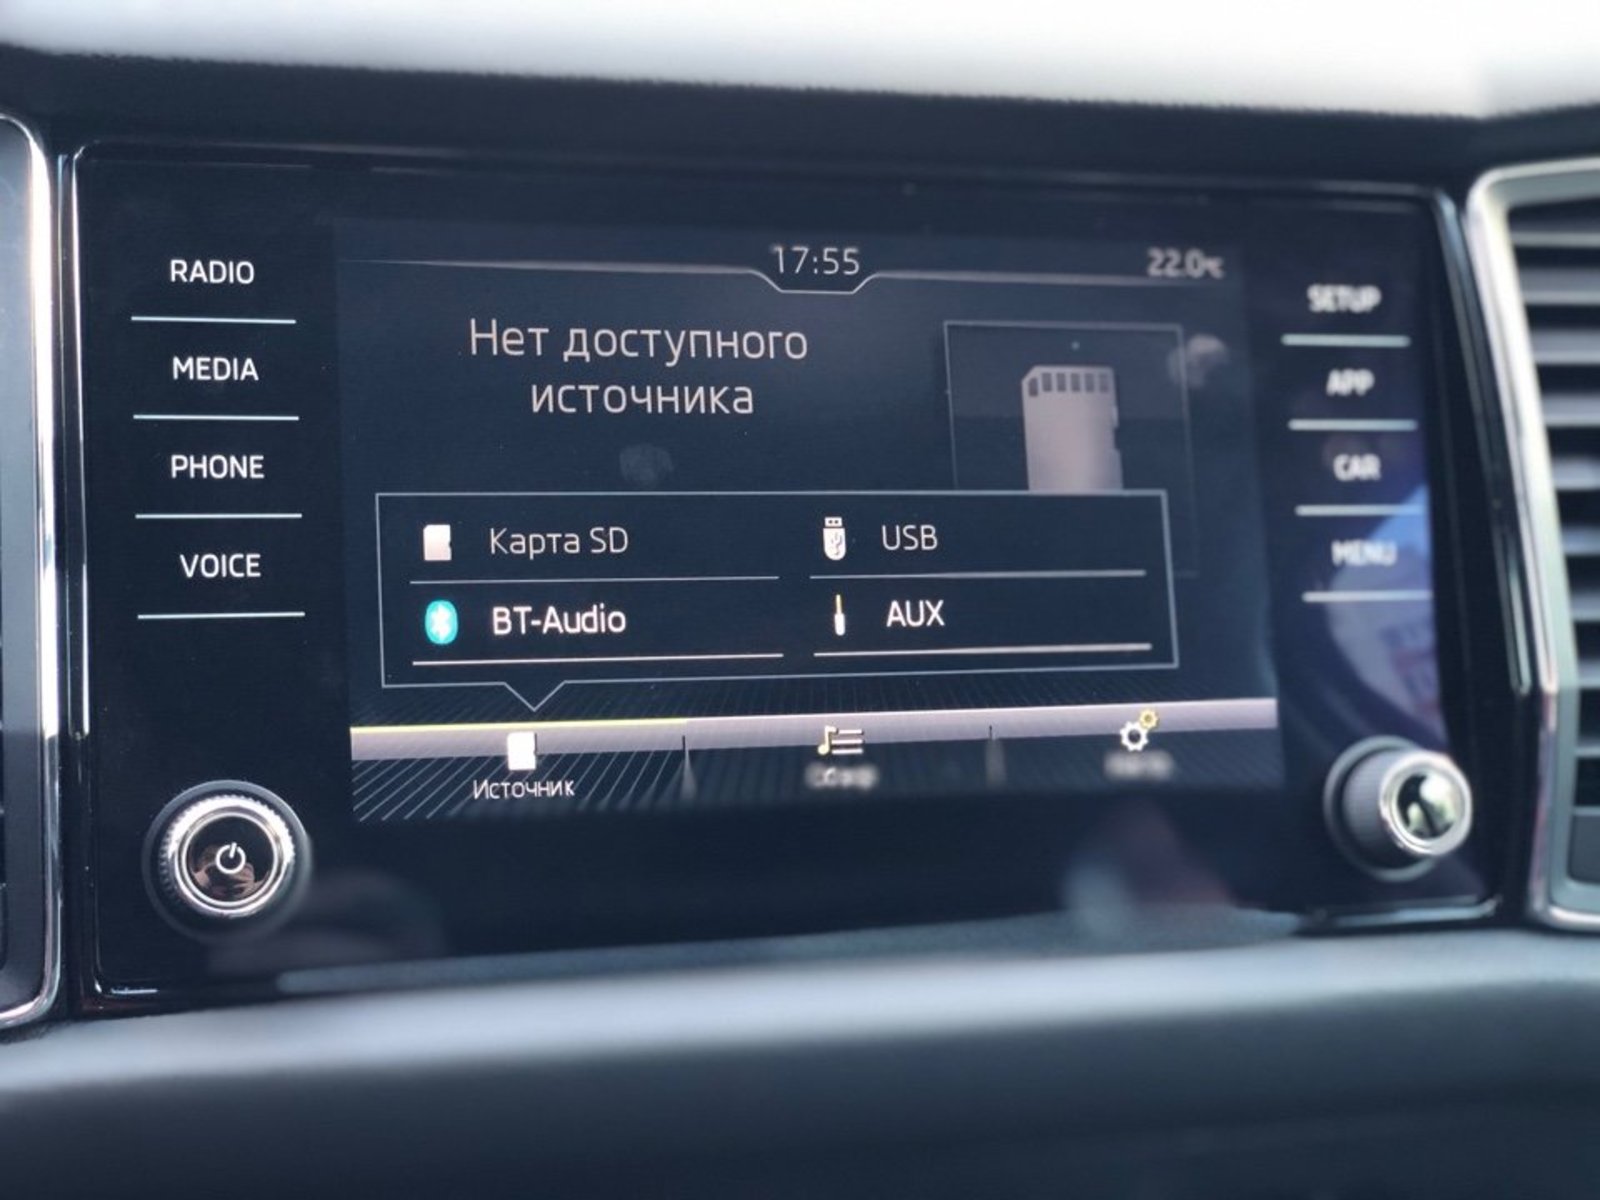 RADIO
MEDIA
PHONE
VOICE
17:55
22.0°C
Нет доступного
источника
Карта SD
USB
BT-Audio
AUX
Источник
SETUP
APP
CAR
MENU